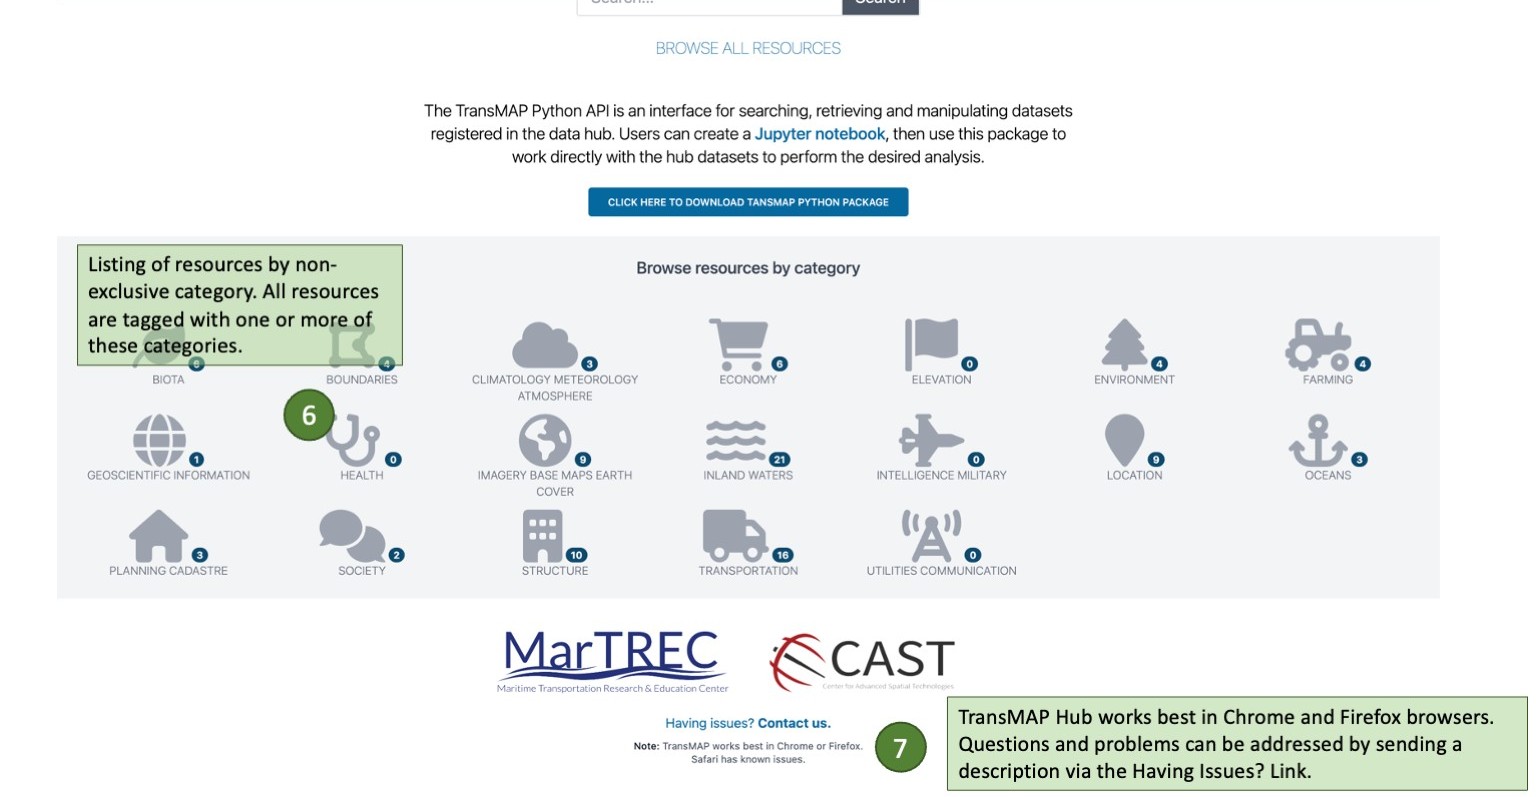 Search...
Search
BROWSE ALL RESOURCES
The TransMAP Python API is an interface for searching, retrieving and manipulating datasets
registered in the data hub. Users can create a Jupyter notebook, then use this package to
work directly with the hub datasets to perform the desired analysis.
CLICK HERE TO DOWNLOAD TANSMAP PYTHON PACKAGE
Listing of resources by non-
exclusive category. All resources
are tagged with one or more of
these categories.
Browse resources by category
6 4 3 6 0 4 4
BIOTA BOUNDARIES CLIMATOLOGY METEOROLOGY ECONOMY ELEVATION ENVIRONMENT FARMING
ATMOSPHERE
6
1 0 9 21 0 9 3
GEOSCIENTIFIC INFORMATION HEALTH IMAGERY BASE MAPS EARTH INLAND WATERS INTELLIGENCE MILITARY LOCATION OCEANS
COVER
3 2 10 16 0
PLANNING CADASTRE SOCIETY STRUCTURE TRANSPORTATION UTILITIES COMMUNICATION
MarTREC
Maritime Transportation Research & Education Center
CAST
Center for Advanced Spatial Technologies
Having issues? Contact us.
Note: TransMAP works best in Chrome or Firefox.
Safari has known issues.
7
TransMAP Hub works best in Chrome and Firefox browsers.
Questions and problems can be addressed by sending a
description via the Having Issues? Link.